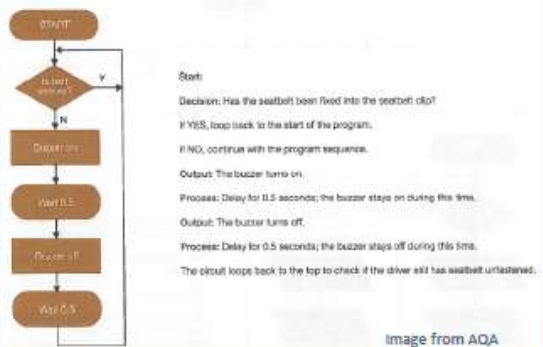 START
Is belt
secure?
Y
N
Buzzer on
Wait 0.5
Buzzer off
Wait 0.5
Start:
Decision: Has the seatbelt been fixed into the seatbelt clip?
If YES, loop back to the start of the program.
If NO, continue with the program sequence.
Output: The buzzer turns on.
Process: Delay for 0.5 seconds; the buzzer stays on during this time.
Output: The buzzer turns off.
Process: Delay for 0.5 seconds; the buzzer stays off during this time.
The circuit loops back to the top to check if the driver still has seatbelt unfastened.
Image from AQA